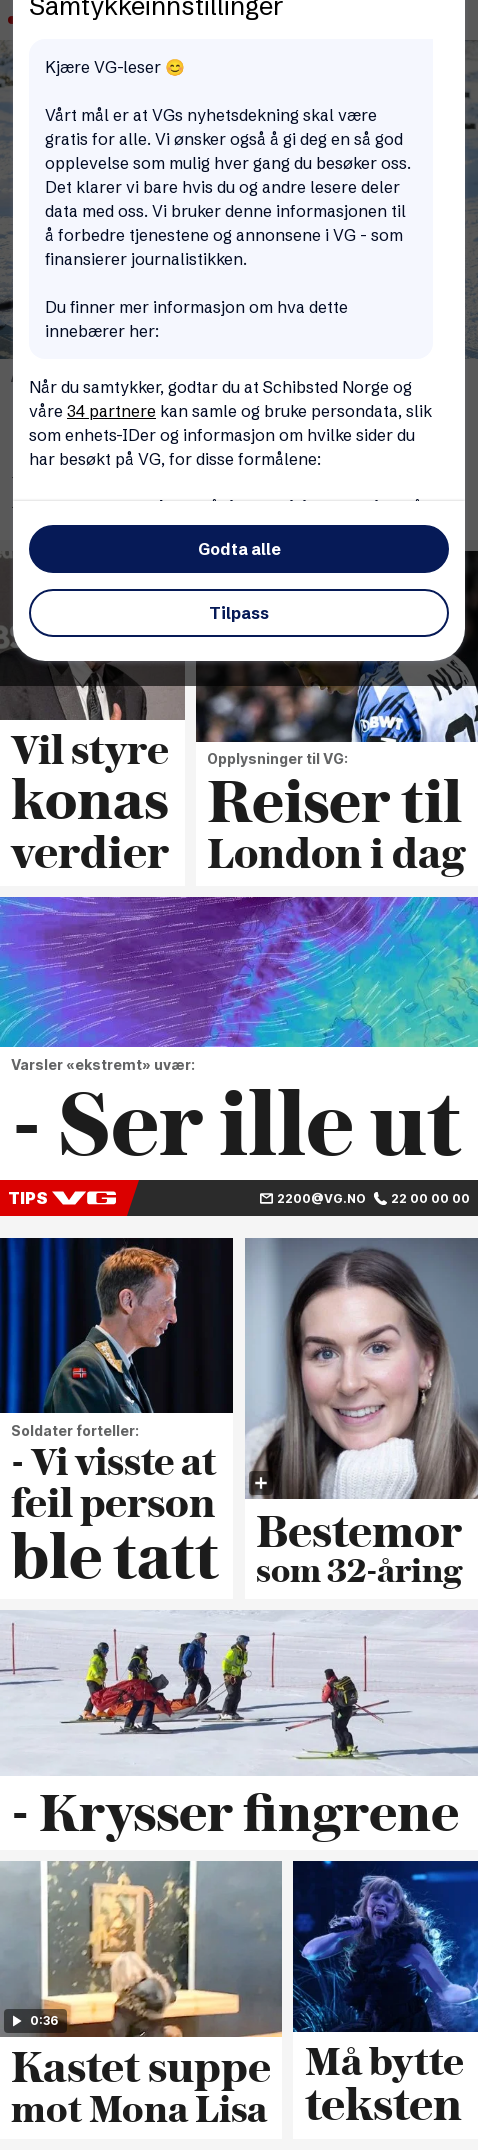 Samtykkeinnstillinger
Kjære VG-leser 😊
Vårt mål er at VGs nyhetsdekning skal være
gratis for alle. Vi ønsker også å gi deg en så god
opplevelse som mulig hver gang du besøker oss.
Det klarer vi bare hvis du og andre lesere deler
data med oss. Vi bruker denne informasjonen til
å forbedre tjenestene og annonsene i VG - som
finansierer journalistikken.
Du finner mer informasjon om hva dette
innebærer her:
Når du samtykker, godtar du at Schibsted Norge og
våre 34 partnere kan samle og bruke persondata, slik
som enhets-IDer og informasjon om hvilke sider du
har besøkt på VG, for disse formålene:
Godta alle
Tilpass
BWT
Vil styre
konas
verdier
Opplysninger til VG:
Reiser til
London i dag
Varsler «ekstremt» uvær:
- Ser ille ut
TIPS VG
2200@VG.NO 22 00 00 00
Soldater forteller:
- Vi visste at
feil person
ble tatt
Bestemor
som 32-åring
- Krysser fingrene
0:36
Kastet suppe
mot Mona Lisa
Må bytte
teksten